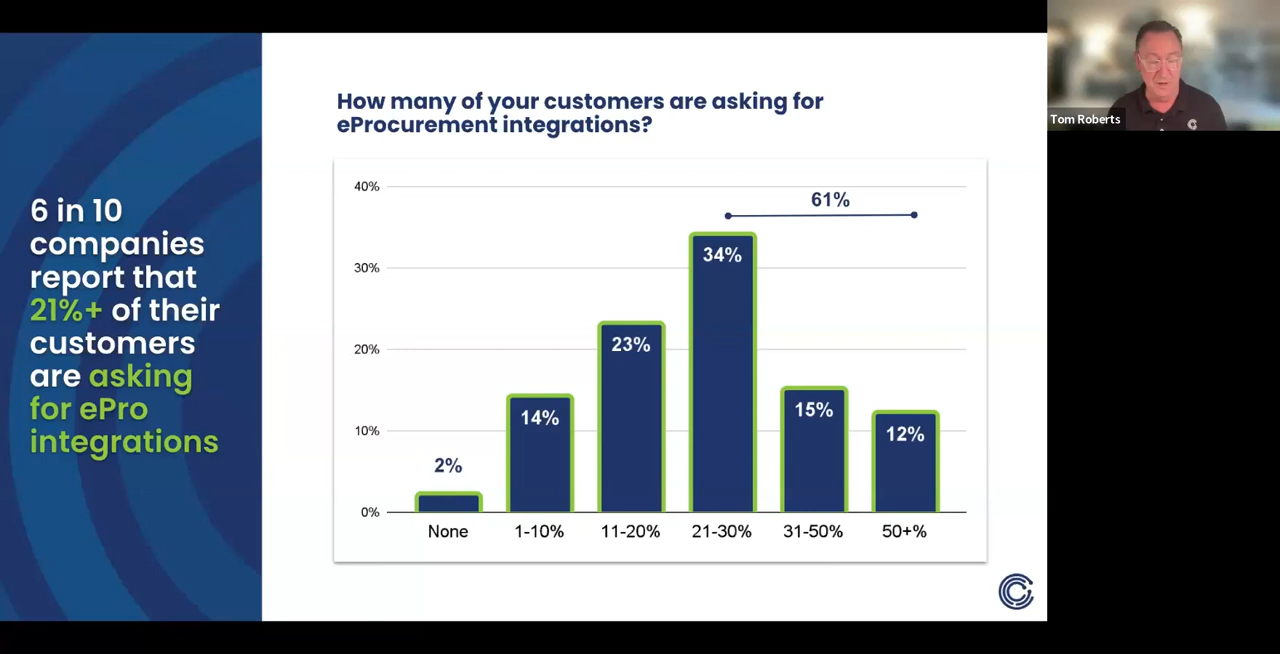 6 in 10
companies
report that
21%+ of their
customers
are asking
for ePro
integrations
How many of your customers are asking for
eProcurement integrations?
40%
30%
20%
10%
0%
61%
2%
14%
23%
34%
15%
12%
None
1-10%
11-20%
21-30%
31-50%
50+%
Tom Roberts